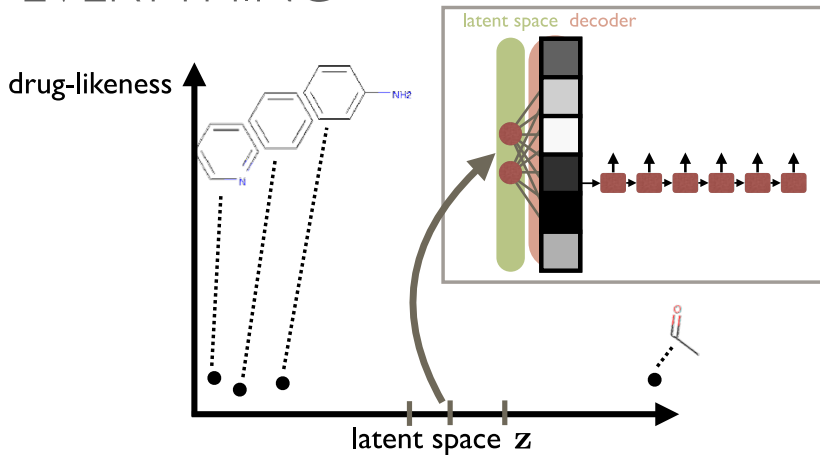 latent space decoder
drug-likeness
NH2
N
O
latent space z